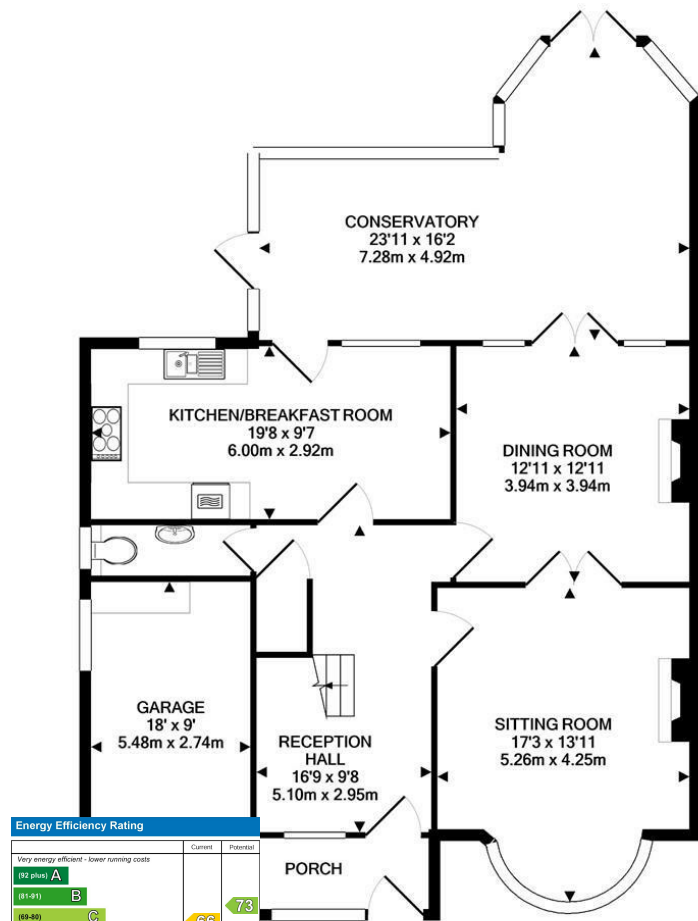 CONSERVATORY
23'11 x 16'2
7.28m x 4.92m
KITCHEN/BREAKFAST ROOM
19'8 x 9'7
6.00m x 2.92m
DINING ROOM
12'11 x 12'11
3.94m x 3.94m
GARAGE
18' x 9'
5.48m x 2.74m
RECEPTION
HALL
16'9 x 9'8
5.10m x 2.95m
SITTING ROOM
17'3 x 13'11
5.26m x 4.25m
PORCH
Energy Efficiency Rating
Current Potential
Very energy efficient - lower running costs
(92 plus) A
(81-91) B
73
(69-80) C
66